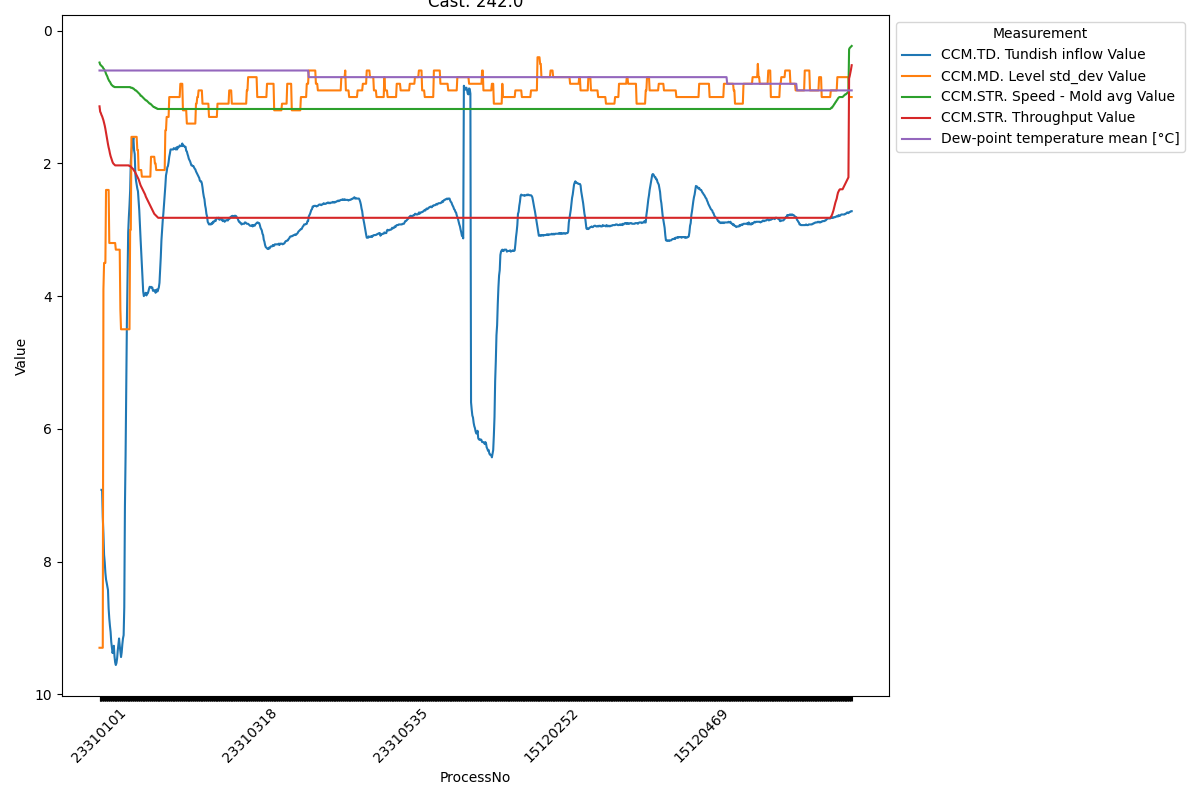 Cast: 242.0
Measurement
CCM.TD. Tundish inflow Value
CCM.MD. Level std_dev Value
CCM.STR. Speed - Mold avg Value
CCM.STR. Throughput Value
Dew-point temperature mean [°C]
0
2
4
6
8
10
Value
23310101
23310318
23310535
15120252
15120469
ProcessNo